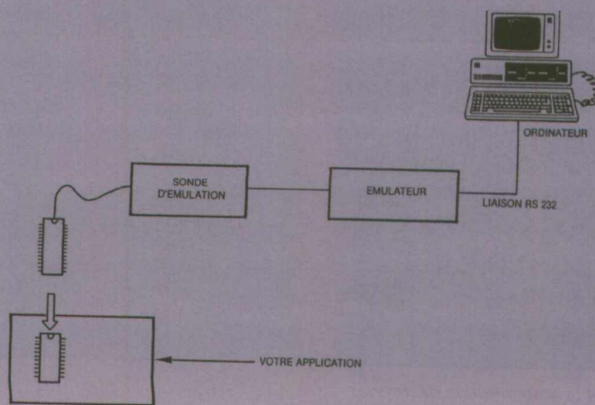 ORDINATEUR
SONDE
D'EMULATION
EMULATEUR
LIAISON RS 232
VOTRE APPLICATION